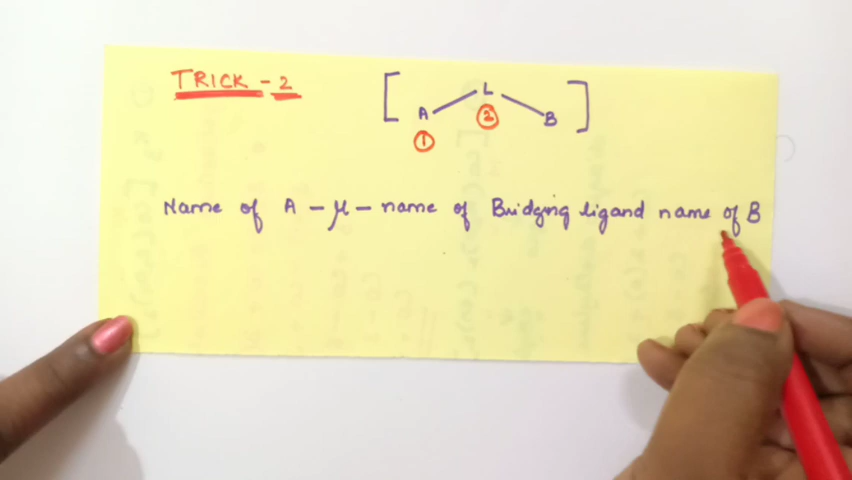 TRICK - 2
[ A L B ]
① ②
Name of A - μ - name of Bridging ligand name of B